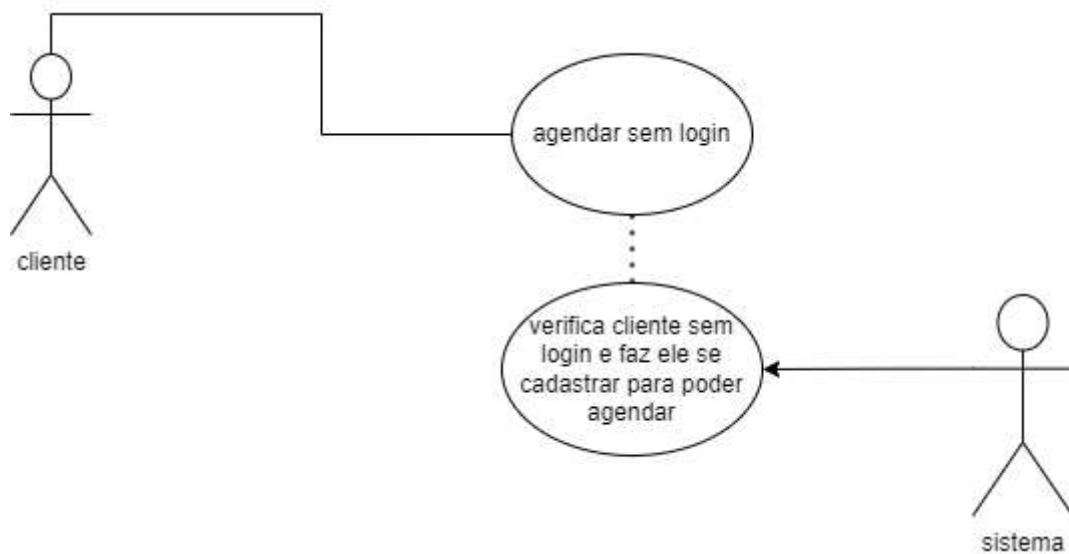 agendar sem login
cliente
verifica cliente sem
login e faz ele se
cadastrar para poder
agendar
sistema